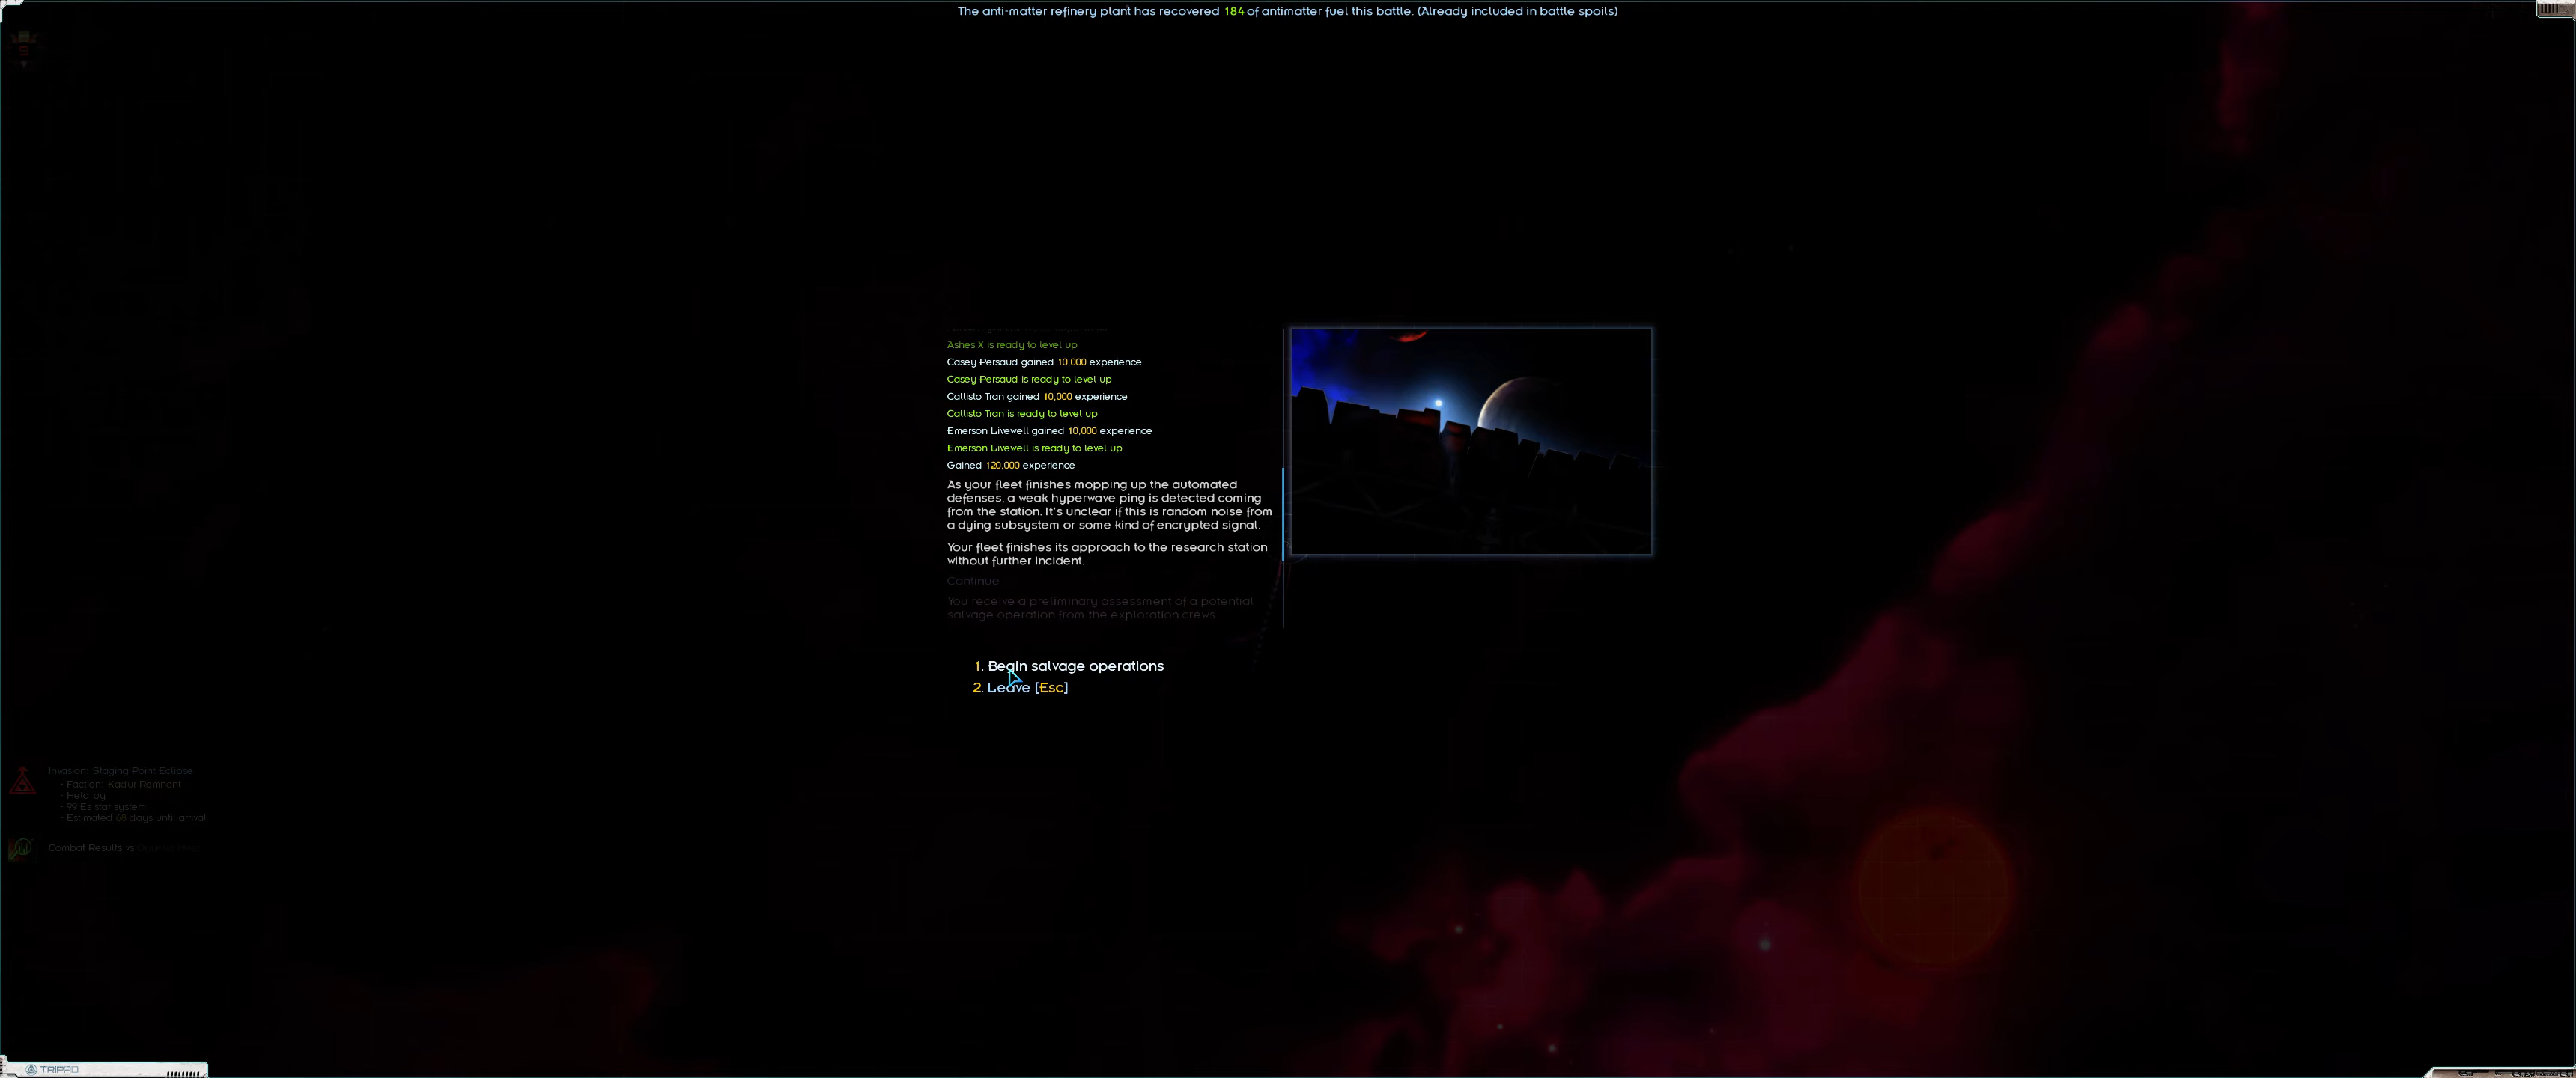 The anti-matter refinery plant has recovered 184 of antimatter fuel this battle. (Already included in battle spoils)
Ashes X is ready to level up
Casey Persaud gained 10,000 experience
Casey Persaud is ready to level up
Callisto Tran gained 10,000 experience
Callisto Tran is ready to level up
Emerson Livewell gained 10,000 experience
Emerson Livewell is ready to level up
Gained 120,000 experience
As your fleet finishes mopping up the automated
defenses, a weak hyperwave ping is detected coming
from the station. It's unclear if this is random noise from
a dying subsystem or some kind of encrypted signal.
Your fleet finishes its approach to the research station
without further incident.
Continue
You receive a preliminary assessment of a potential
salvage operation from the exploration crews
1. Begin salvage operations
2. Leave [Esc]
Invasion: Staging Point Eclipse
- Faction: Kadur Remnant
- Held by
- 99 Es star system
- Estimated 68 days until arrival
Combat Results vs
TRIPAD